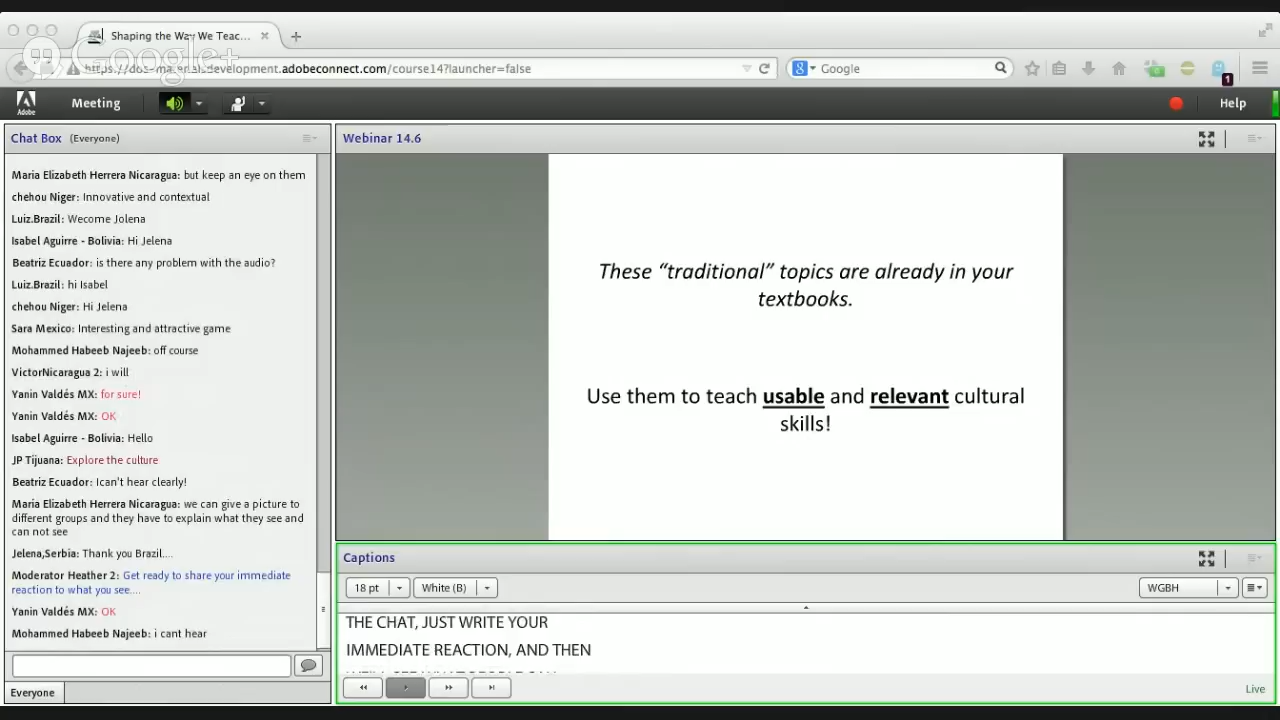 Shaping the Way We Teac...
Google+
adobeconnect.com/course14?launcher=false
Google
1
Adobe
Meeting
Help
Chat Box (Everyone)
Maria Elizabeth Herrera Nicaragua: but keep an eye on them
chehou Niger: Innovative and contextual
Luiz.Brazil: Wecome Jolena
Isabel Aguirre - Bolivia: Hi Jelena
Beatriz Ecuador: is there any problem with the audio?
Luiz.Brazil: hi Isabel
chehou Niger: Hi Jelena
Sara Mexico: Interesting and attractive game
Mohammed Habeeb Najeeb: off course
VictorNicaragua 2: i will
Yanin Valdés MX: for sure!
Yanin Valdés MX: OK
Isabel Aguirre - Bolivia: Hello
JP Tijuana: Explore the culture
Beatriz Ecuador: Ican't hear clearly!
Maria Elizabeth Herrera Nicaragua: we can give a picture to
different groups and they have to explain what they see and
can not see
Jelena,Serbia: Thank you Brazil....
Moderator Heather 2: Get ready to share your immediate
reaction to what you see....
Yanin Valdés MX: OK
Mohammed Habeeb Najeeb: i cant hear
Everyone
Webinar 14.6
These “traditional” topics are already in your
textbooks.
Use them to teach usable and relevant cultural
skills!
Captions
18 pt
White (B)
WGBH
THE CHAT, JUST WRITE YOUR
IMMEDIATE REACTION, AND THEN
Live